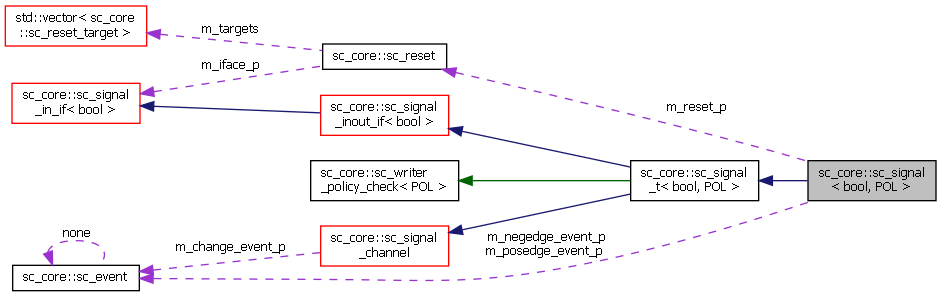 std::vector< sc_core
::sc_reset_target >
m_targets
sc_core::sc_reset
m_iface_p
sc_core::sc_signal
_in_if< bool >
sc_core::sc_signal
_inout_if< bool >
m_reset_p
sc_core::sc_writer
_policy_check< POL >
sc_core::sc_signal
_t< bool, POL >
sc_core::sc_signal
< bool, POL >
none
m_change_event_p
sc_core::sc_signal
_channel
m_negedge_event_p
m_posedge_event_p
sc_core::sc_event